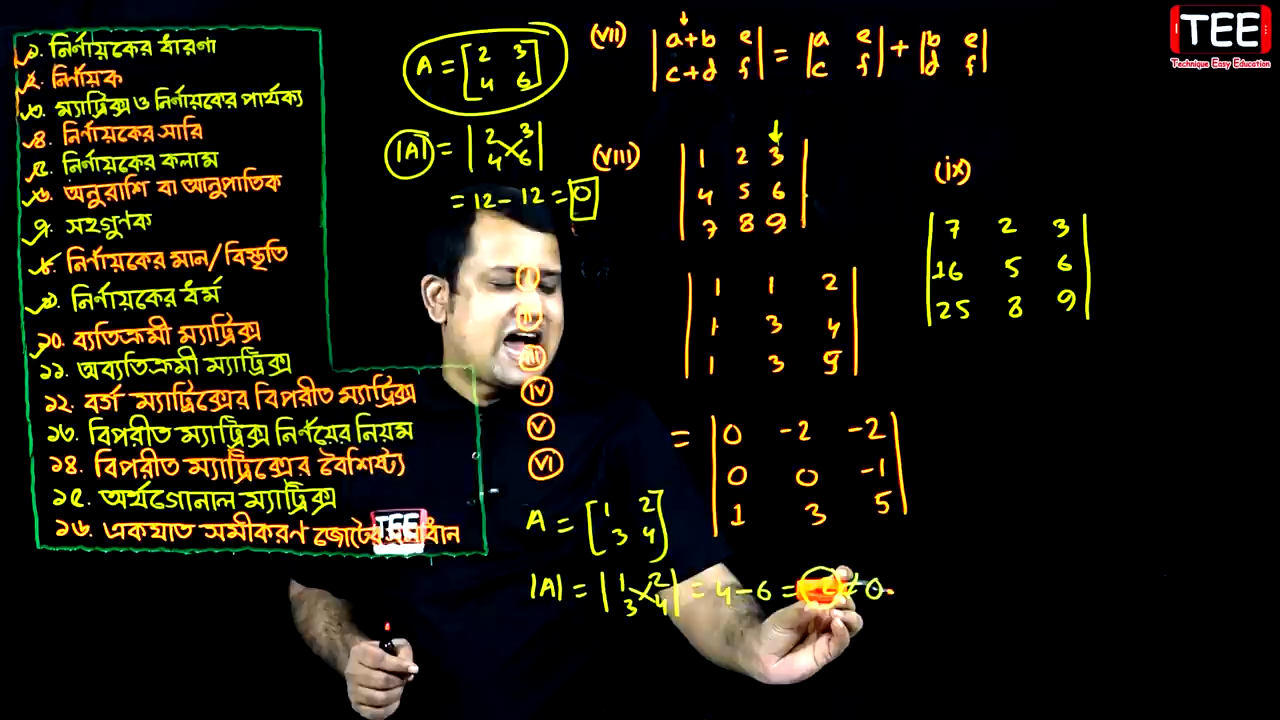 ১. নির্ণায়কের ধারণা
২. নির্ণায়ক
৩. ম্যাট্রিক্স ও নির্ণায়কের পার্থক্য
৪. নির্ণায়কের সারি
৫. নির্ণায়কের কলাম
৬. অনুরাশি বা আনুপাতিক
৭. সহগুণক
৮. নির্ণায়কের মান/বিস্তৃতি
৯. নির্ণায়কের ধর্ম
১০. ব্যতিক্রমী ম্যাট্রিক্স
১১. অব্যতিক্রমী ম্যাট্রিক্স
১২. বর্গ ম্যাট্রিক্সের বিপরীত ম্যাট্রিক্স
১৩. বিপরীত ম্যাট্রিক্স নির্ণয়ের নিয়ম
১৪. বিপরীত ম্যাট্রিক্সের বৈশিষ্ট্য
১৫. অর্থগোনাল ম্যাট্রিক্স
১৬. একঘাত সমীকরণ জোটের
TEE
A = [2 3
4 6]
|A| = |2 3
4 6|
= 12 - 12 = 0
i
ii
iii
iv
v
vi
A = [1 2
3 4]
|A| = |1 2
3 4| = 4 - 6 = ≠ 0
(vii) |a+b e
c+d f| = |a e
c f| + |b e
d f|
(viii) |1 2 3
4 5 6
7 8 9|
|1 1 2
1 3 4
1 3 5|
= |0 -2 -2
0 0 -1
1 3 5|
(ix)
|7 2 3
16 5 6
25 8 9|
TEE
Technique Easy Education